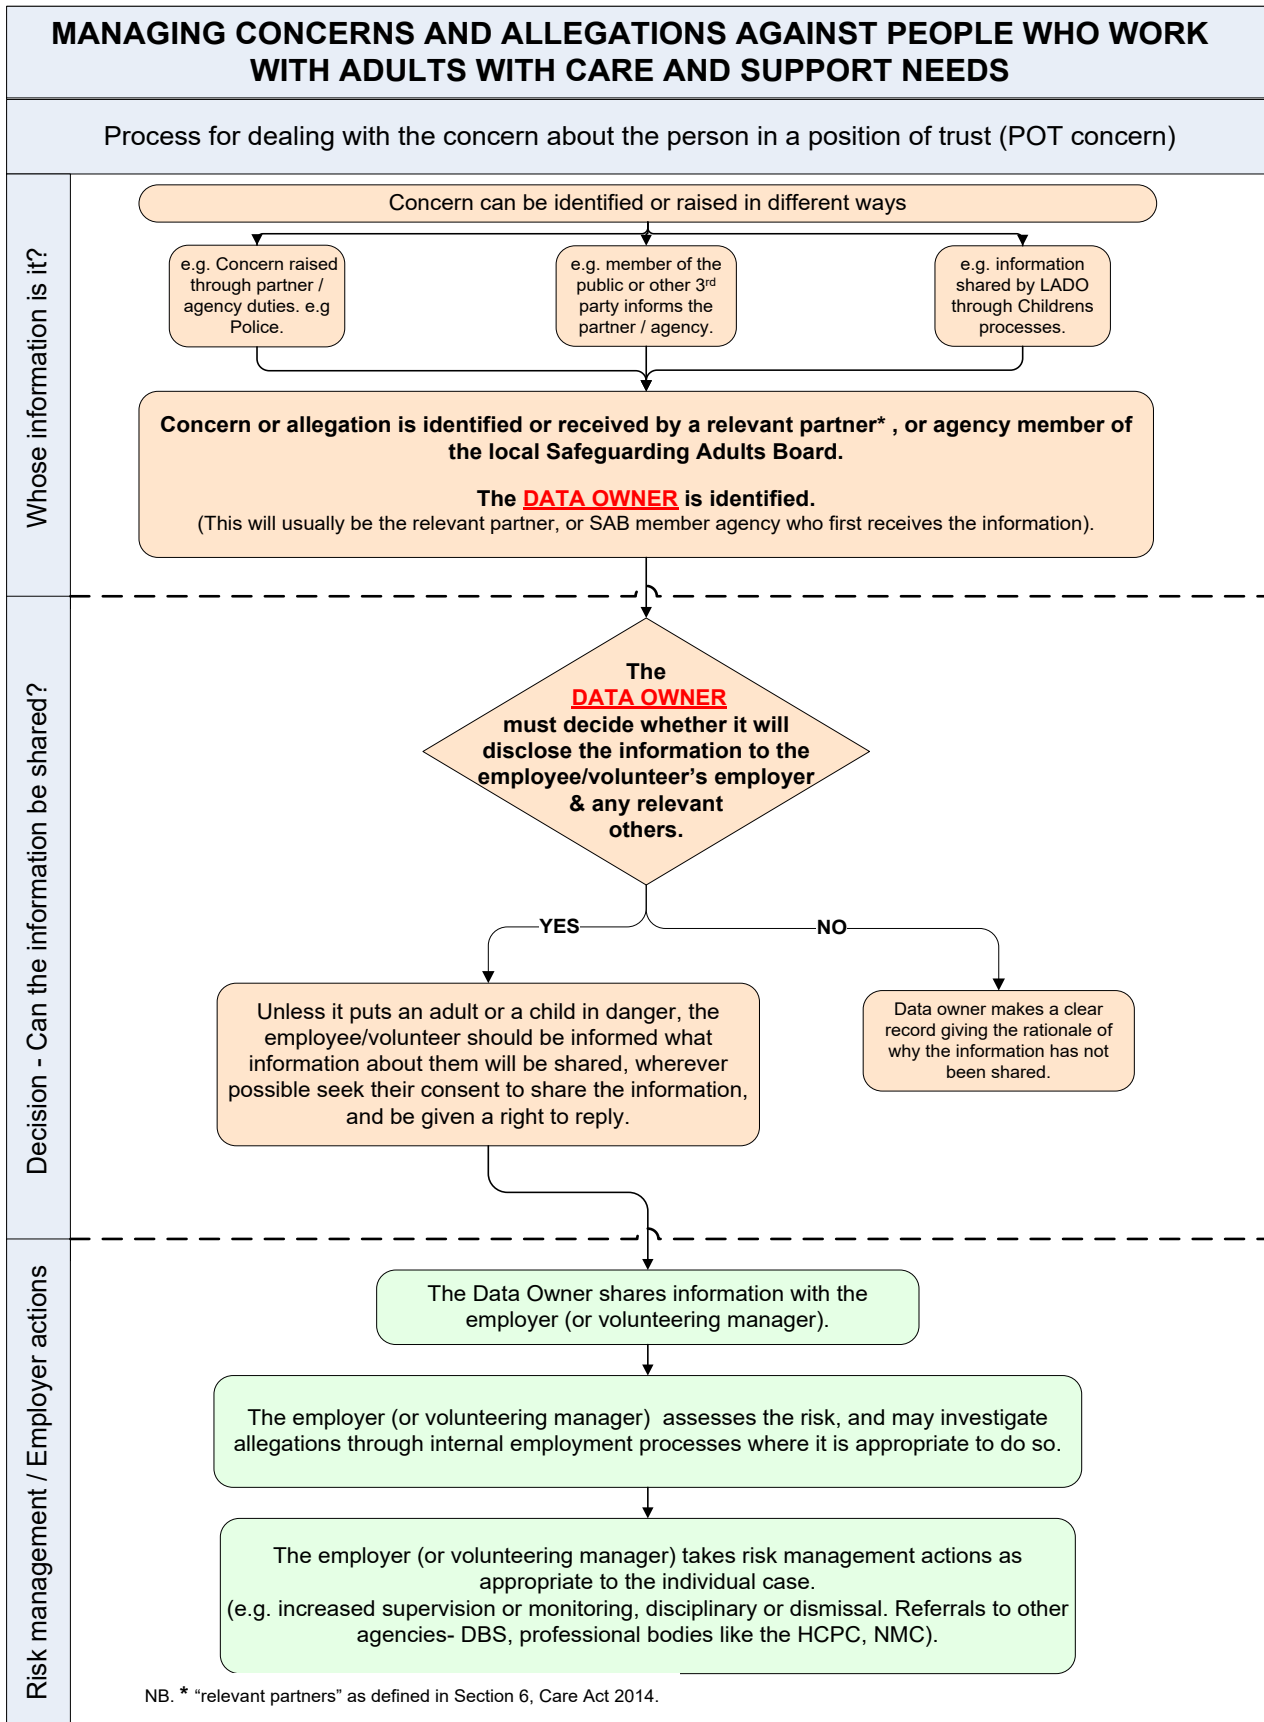 MANAGING CONCERNS AND ALLEGATIONS AGAINST PEOPLE WHO WORK
WITH ADULTS WITH CARE AND SUPPORT NEEDS
Process for dealing with the concern about the person in a position of trust (POT concern)
Whose information is it?
Concern can be identified or raised in different ways
e.g. Concern raised
through partner /
agency duties. e.g
Police.
e.g. member of the
public or other 3rd
party informs the
partner / agency.
e.g. information
shared by LADO
through Childrens
processes.
Concern or allegation is identified or received by a relevant partner* , or agency member of
the local Safeguarding Adults Board.
The DATA OWNER is identified.
(This will usually be the relevant partner, or SAB member agency who first receives the information).
Decision - Can the information be shared?
The
DATA OWNER
must decide whether it will
disclose the information to the
employee/volunteer’s employer
& any relevant
others.
YES
NO
Unless it puts an adult or a child in danger, the
employee/volunteer should be informed what
information about them will be shared, wherever
possible seek their consent to share the information,
and be given a right to reply.
Data owner makes a clear
record giving the rationale of
why the information has not
been shared.
Risk management / Employer actions
The Data Owner shares information with the
employer (or volunteering manager).
The employer (or volunteering manager)  assesses the risk, and may investigate
allegations through internal employment processes where it is appropriate to do so.
The employer (or volunteering manager) takes risk management actions as
appropriate to the individual case.
(e.g. increased supervision or monitoring, disciplinary or dismissal. Referrals to other
agencies- DBS, professional bodies like the HCPC, NMC).
NB. * “relevant partners” as defined in Section 6, Care Act 2014.